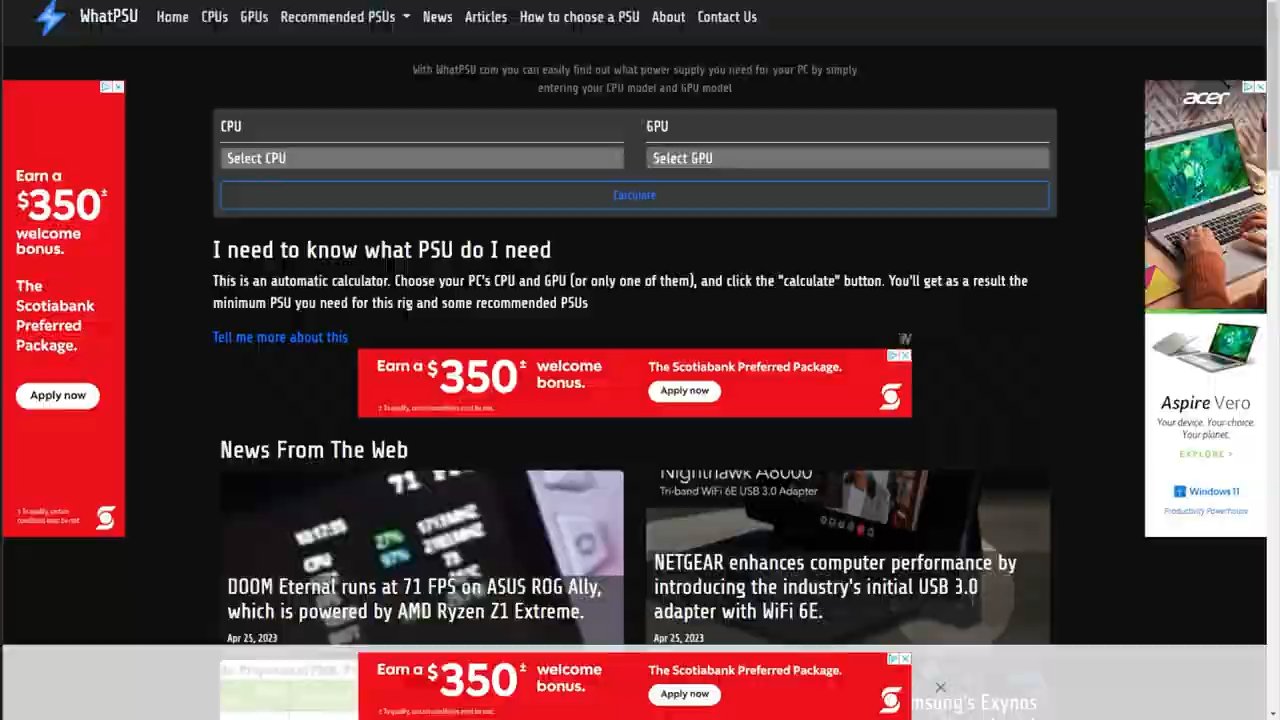 WhatPSU Home CPUs GPUs Recommended PSUs News Articles How to choose a PSU About Contact Us
With WhatPSU com you can easily find out what power supply you need for your PC by simply
entering your CPU model and GPU model
CPU
GPU
Select CPU
Select GPU
Calculate
I need to know what PSU do I need
This is an automatic calculator. Choose your PC's CPU and GPU (or only one of them), and click the "calculate" button. You'll get as a result the
minimum PSU you need for this rig and some recommended PSUs
Tell me more about this
Earn a
$350±
welcome
bonus.
The
Scotiabank
Preferred
Package.
Apply now
Earn a $350± welcome
bonus.
The Scotiabank Preferred Package.
Apply now
acer
Aspire Vero
Your device. Your choice.
Your planet.
EXPLORE >
Windows 11
Productivity Powerhouse
News From The Web
71
27%
CPU
DOOM Eternal runs at 71 FPS on ASUS ROG Ally,
which is powered by AMD Ryzen Z1 Extreme.
Apr 25, 2023
Nighthawk A8000
Tri-band WiFi 6E USB 3.0 Adapter
NETGEAR enhances computer performance by
introducing the industry's initial USB 3.0
adapter with WiFi 6E.
Apr 25, 2023
Earn a $350± welcome
bonus.
The Scotiabank Preferred Package.
Apply now
msung's Exynos